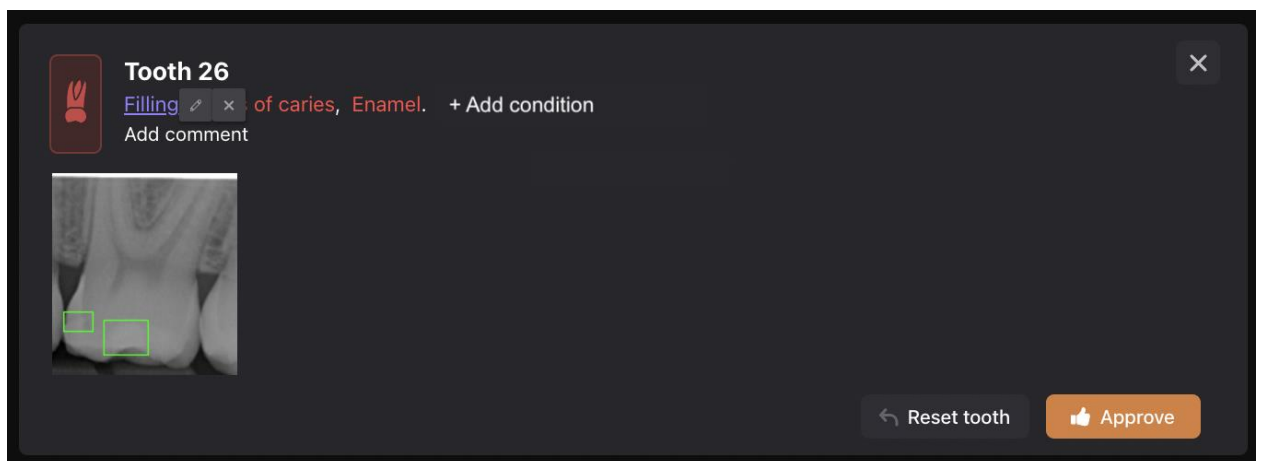 Tooth 26
Filling of caries, Enamel. + Add condition
Add comment
Reset tooth
Approve